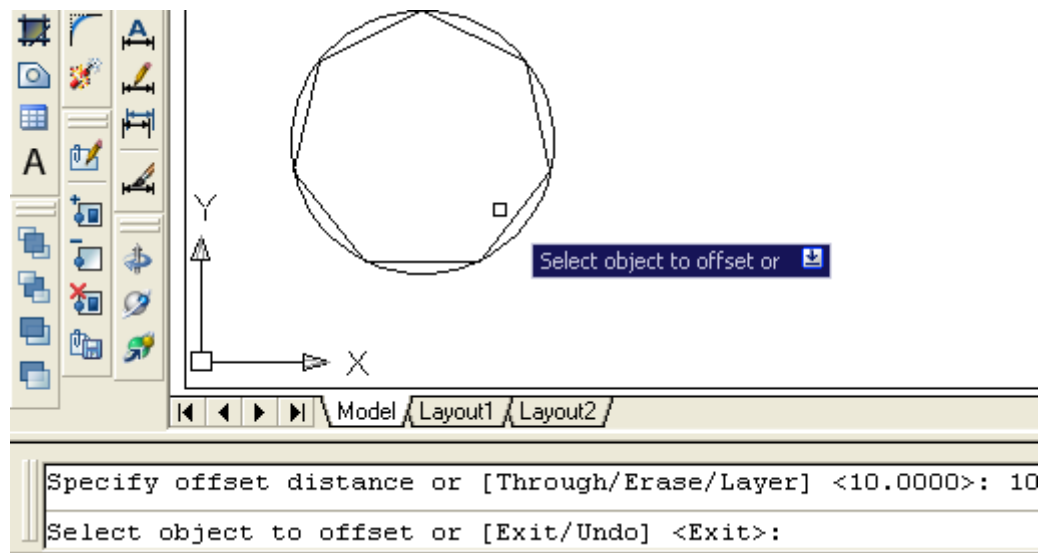 A
A
Y
Select object to offset or
X
Model Layout1 Layout2
Specify offset distance or [Through/Erase/Layer] <10.0000>: 10
Select object to offset or [Exit/Undo] <Exit>: